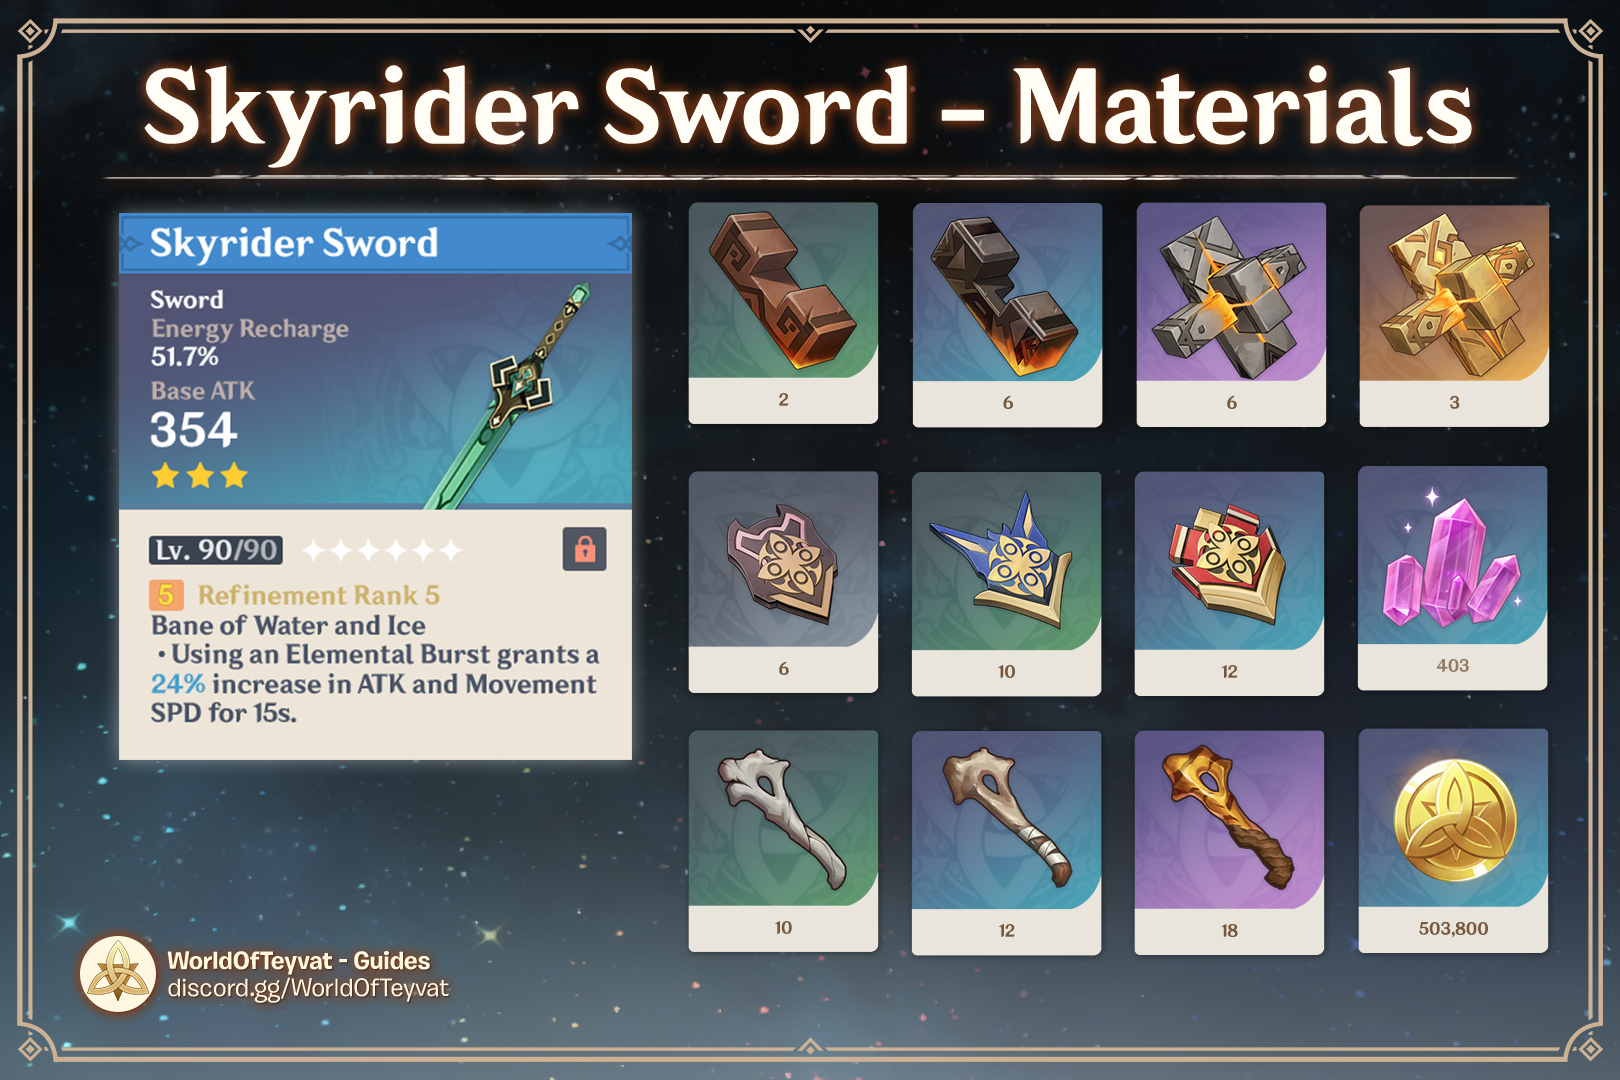 Skyrider Sword - Materials
Skyrider Sword
Sword
Energy Recharge
51.7%
Base ATK
354
Lv. 90/90
5 Refinement Rank 5
Bane of Water and Ice
• Using an Elemental Burst grants a
24% increase in ATK and Movement
SPD for 15s.
2
6
6
3
6
10
12
403
10
12
18
503,800
WorldOfTeyvat - Guides
discord.gg/WorldOfTeyvat